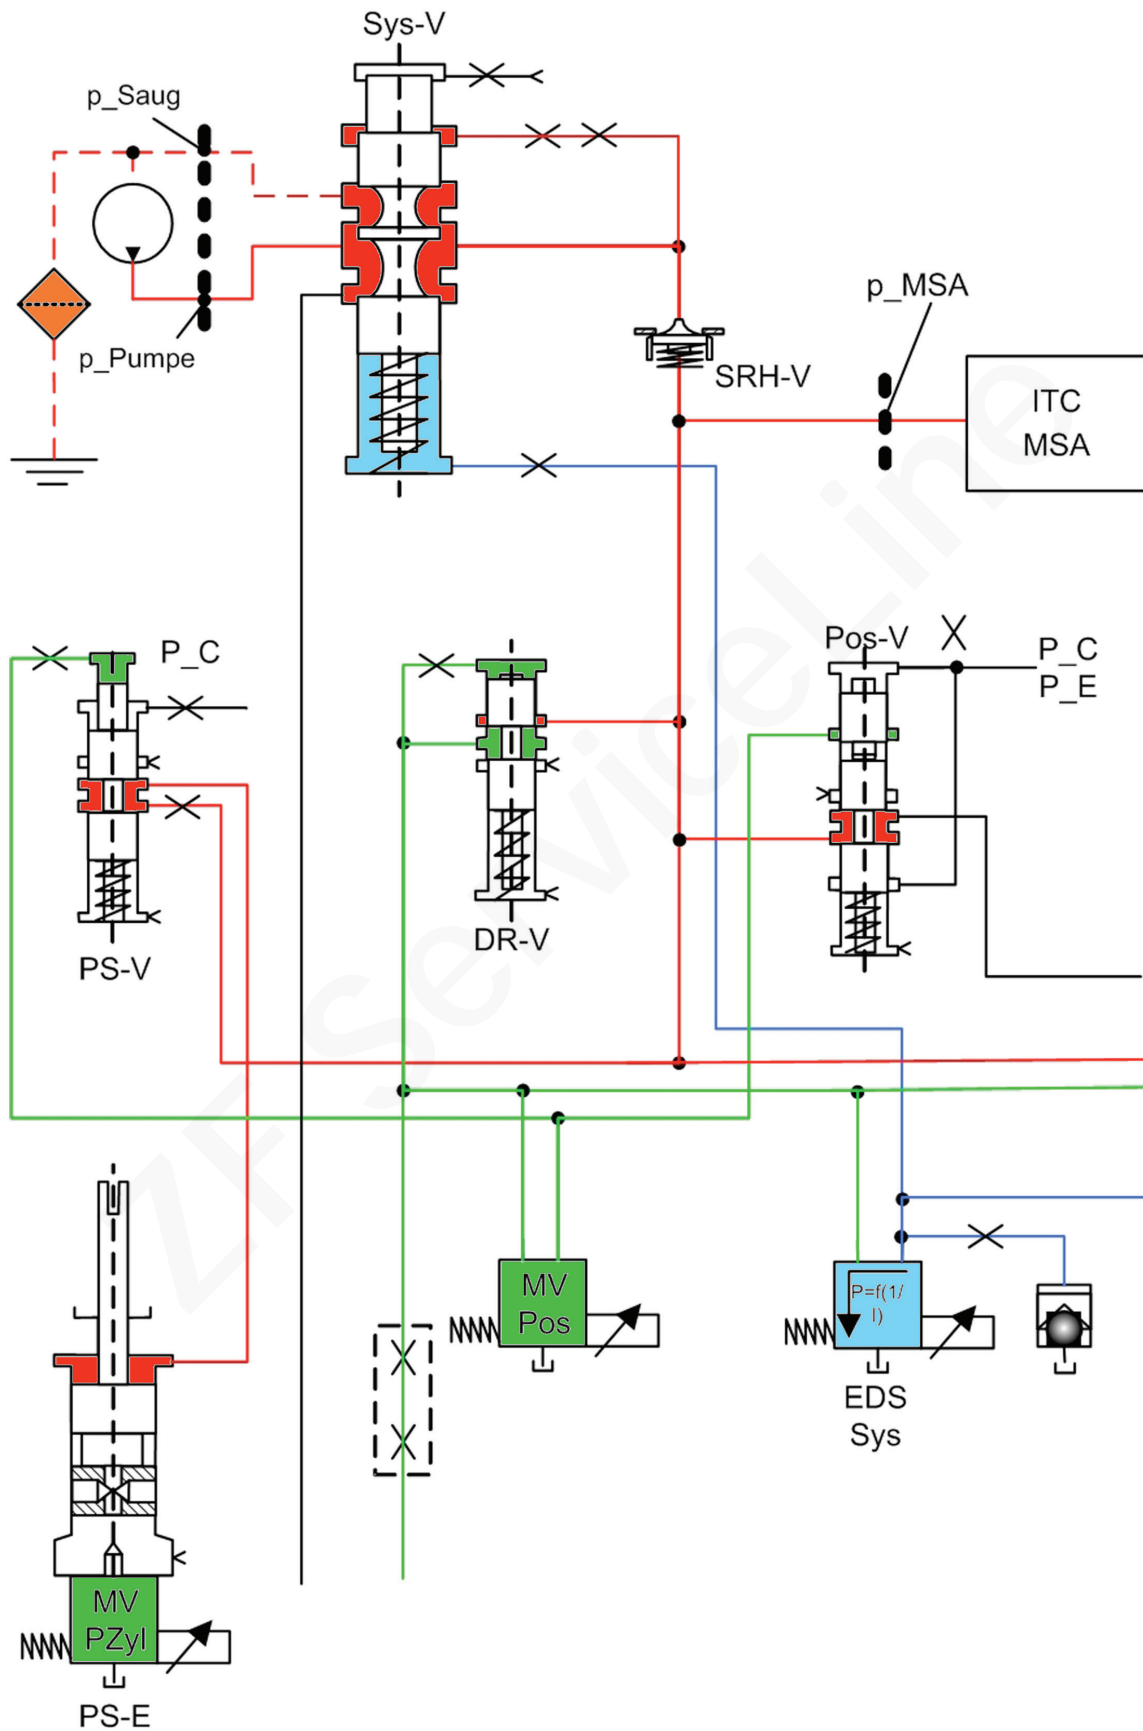 Sys-V
p_Saug
p_Pumpe
p_MSA
SRH-V
ITC
MSA
P_C
PS-V
DR-V
Pos-V
P_C
P_E
MV
Pos
P=f(1/
I)
EDS
Sys
MV
PZyl
PS-E
ZF ServiceLine